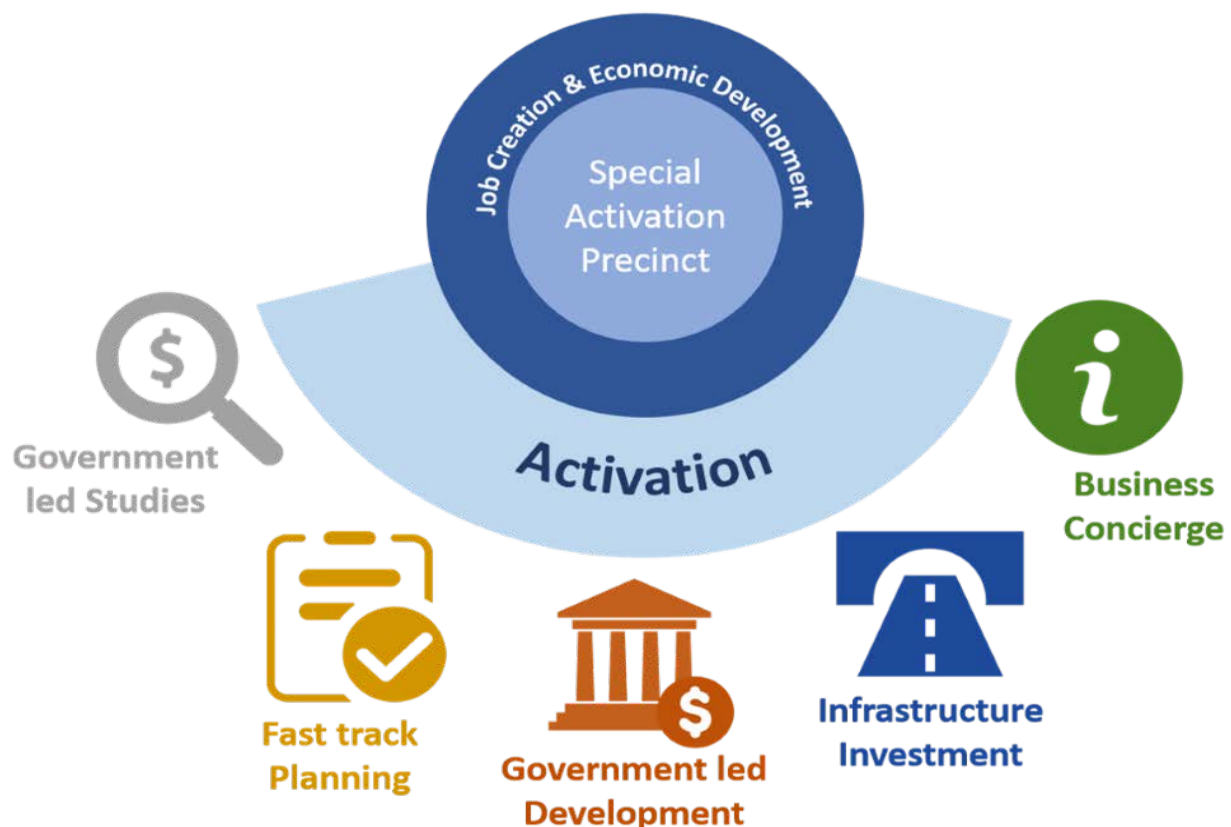 Job Creation & Economic Development
Special
Activation
Precinct
Activation
$
Government
led Studies
Fast track
Planning
$
Government led
Development
Infrastructure
Investment
i
Business
Concierge